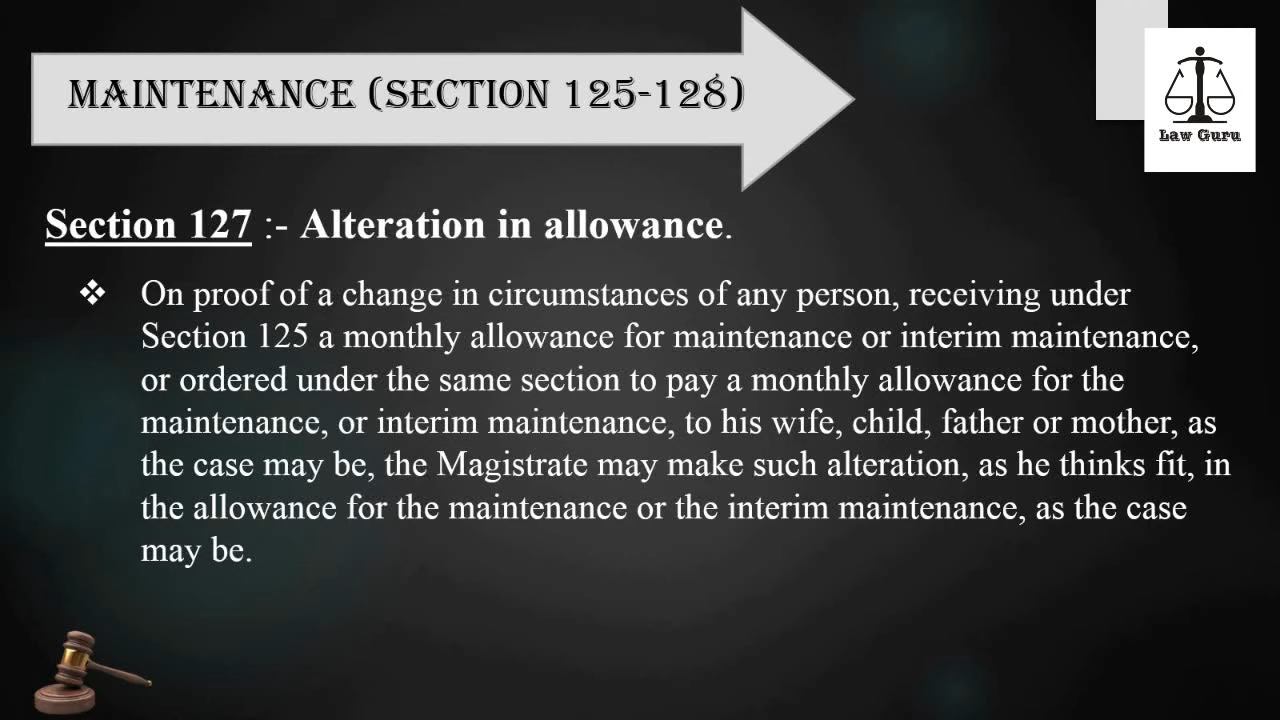 MAINTENANCE (SECTION 125-128)
Law Guru
Section 127 :- Alteration in allowance.
❖ On proof of a change in circumstances of any person, receiving under
Section 125 a monthly allowance for maintenance or interim maintenance,
or ordered under the same section to pay a monthly allowance for the
maintenance, or interim maintenance, to his wife, child, father or mother, as
the case may be, the Magistrate may make such alteration, as he thinks fit, in
the allowance for the maintenance or the interim maintenance, as the case
may be.